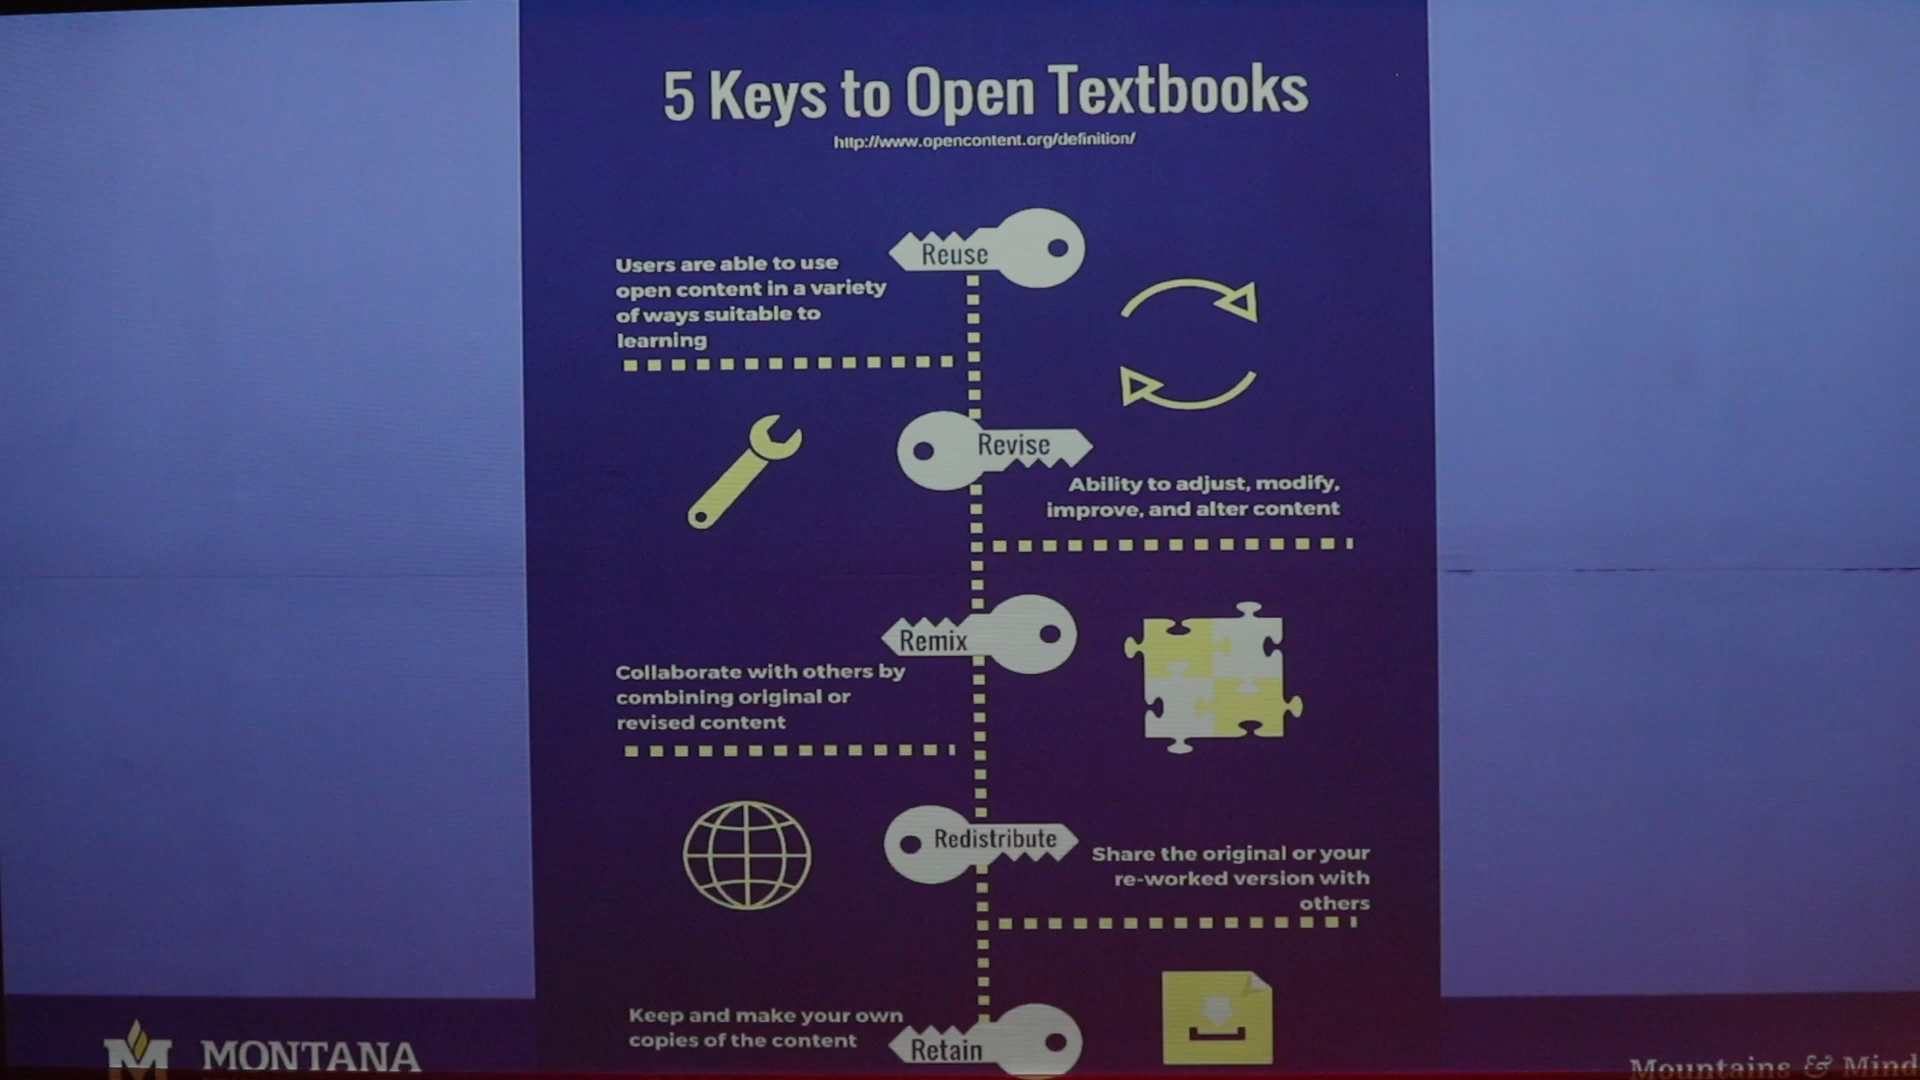 5 Keys to Open Textbooks
http://www.opencontent.org/definition/
Reuse
Users are able to use
open content in a variety
of ways suitable to
learning
Revise
Ability to adjust, modify,
improve, and alter content
Remix
Collaborate with others by
combining original or
revised content
Redistribute
Share the original or your
re-worked version with
others
Keep and make your own
copies of the content
Retain
M MONTANA
Mountains & Mind